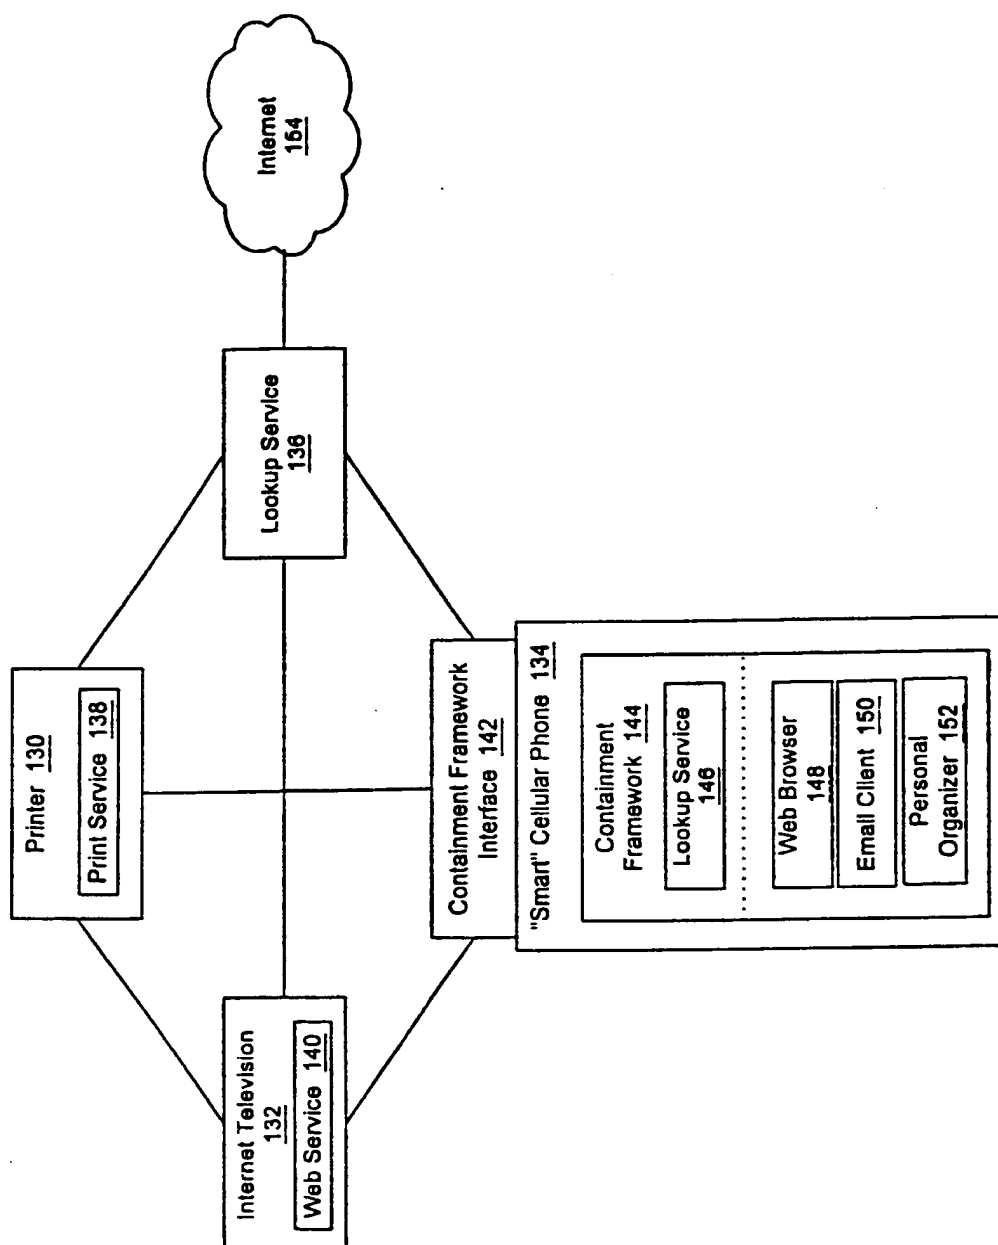 Printer 130
Print Service 138
Internet Television
132
Web Service 140
Lookup Service
136
Internet
154
Containment Framework
Interface 142
"Smart" Cellular Phone 134
Containment
Framework 144
Lookup Service
146
Web Browser
148
Email Client 150
Personal
Organizer 152